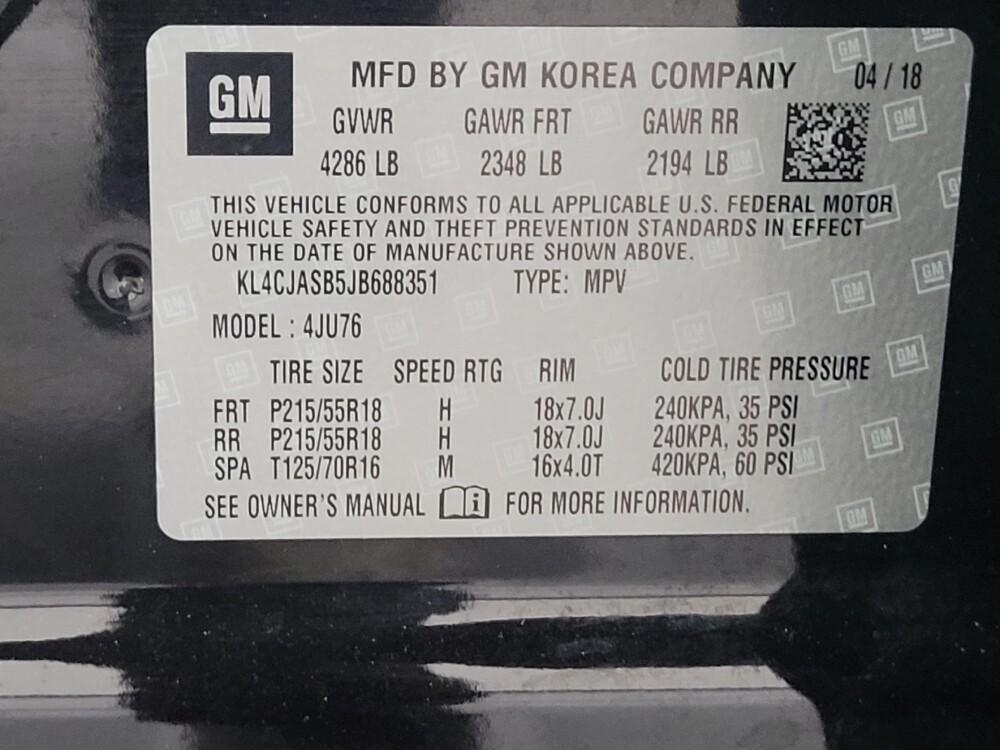 GM
MFD BY GM KOREA COMPANY 04 / 18
GVWR GAWR FRT GAWR RR
4286 LB 2348 LB 2194 LB
THIS VEHICLE CONFORMS TO ALL APPLICABLE U.S. FEDERAL MOTOR
VEHICLE SAFETY AND THEFT PREVENTION STANDARDS IN EFFECT
ON THE DATE OF MANUFACTURE SHOWN ABOVE.
KL4CJASB5JB688351 TYPE: MPV
MODEL : 4JU76
TIRE SIZE SPEED RTG RIM COLD TIRE PRESSURE
FRT P215/55R18 H 18x7.0J 240KPA, 35 PSI
RR P215/55R18 H 18x7.0J 240KPA, 35 PSI
SPA T125/70R16 M 16x4.0T 420KPA, 60 PSI
SEE OWNER'S MANUAL i FOR MORE INFORMATION.